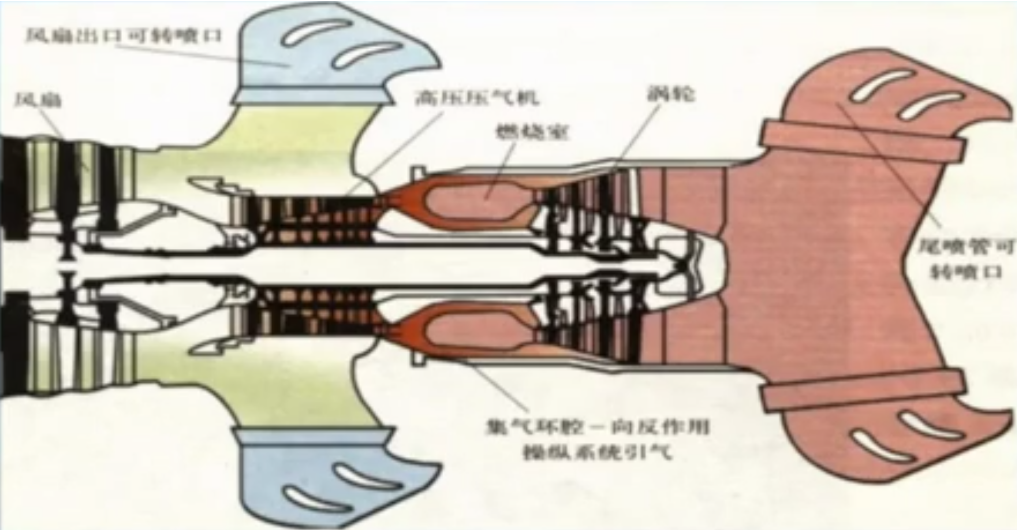 风扇出口可转喷口
风扇
高压压气机
燃烧室
涡轮
尾喷管可
转喷口
集气环腔－向反作用
操纵系统引气